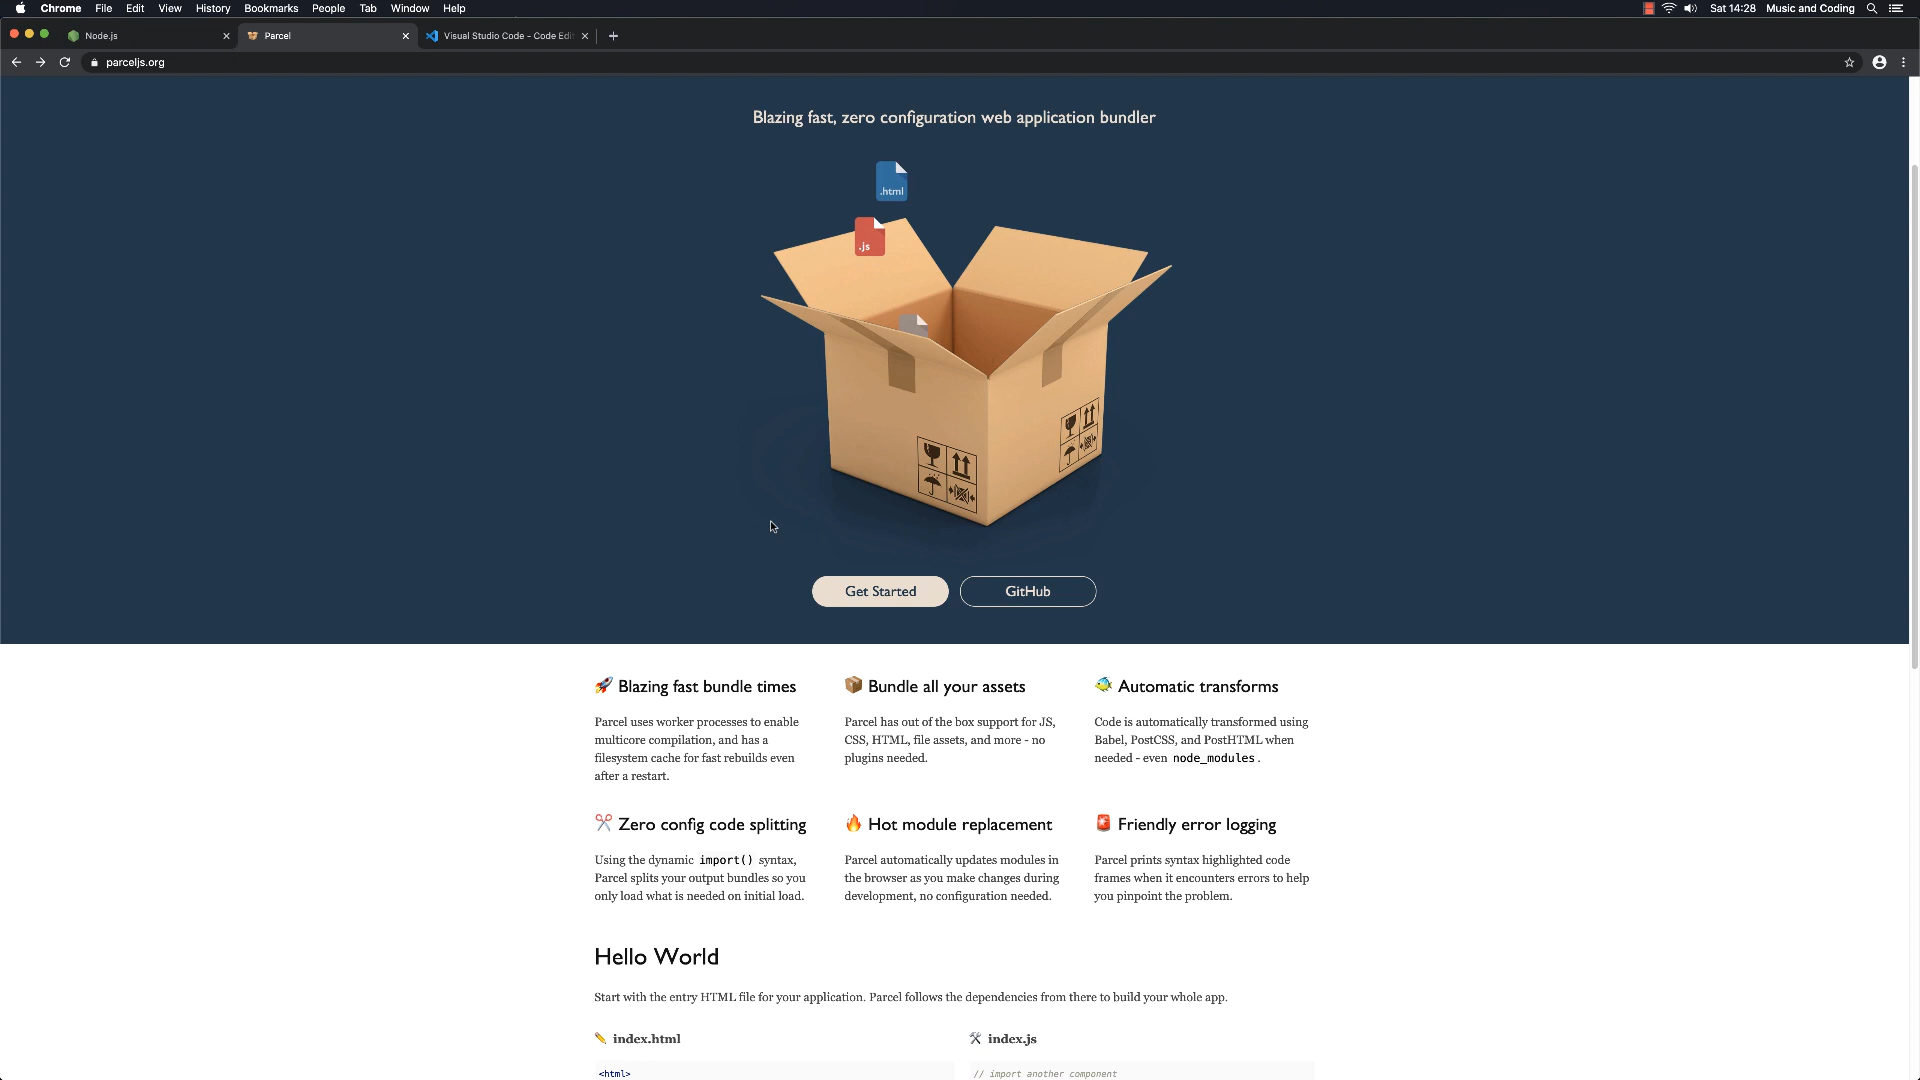 Chrome File Edit View History Bookmarks People Tab Window Help Sat 14:28 Music and Coding
Node.js Parcel Visual Studio Code - Code Edit
parceljs.org
Blazing fast, zero configuration web application bundler
.html
.js
Get Started GitHub
🚀 Blazing fast bundle times
Parcel uses worker processes to enable
multicore compilation, and has a
filesystem cache for fast rebuilds even
after a restart.
📦 Bundle all your assets
Parcel has out of the box support for JS,
CSS, HTML, file assets, and more - no
plugins needed.
🐠 Automatic transforms
Code is automatically transformed using
Babel, PostCSS, and PostHTML when
needed - even node_modules.
✂️ Zero config code splitting
Using the dynamic import() syntax,
Parcel splits your output bundles so you
only load what is needed on initial load.
🔥 Hot module replacement
Parcel automatically updates modules in
the browser as you make changes during
development, no configuration needed.
🚨 Friendly error logging
Parcel prints syntax highlighted code
frames when it encounters errors to help
you pinpoint the problem.
Hello World
Start with the entry HTML file for your application. Parcel follows the dependencies from there to build your whole app.
✏️ index.html
<html>
🛠 index.js
// import another component